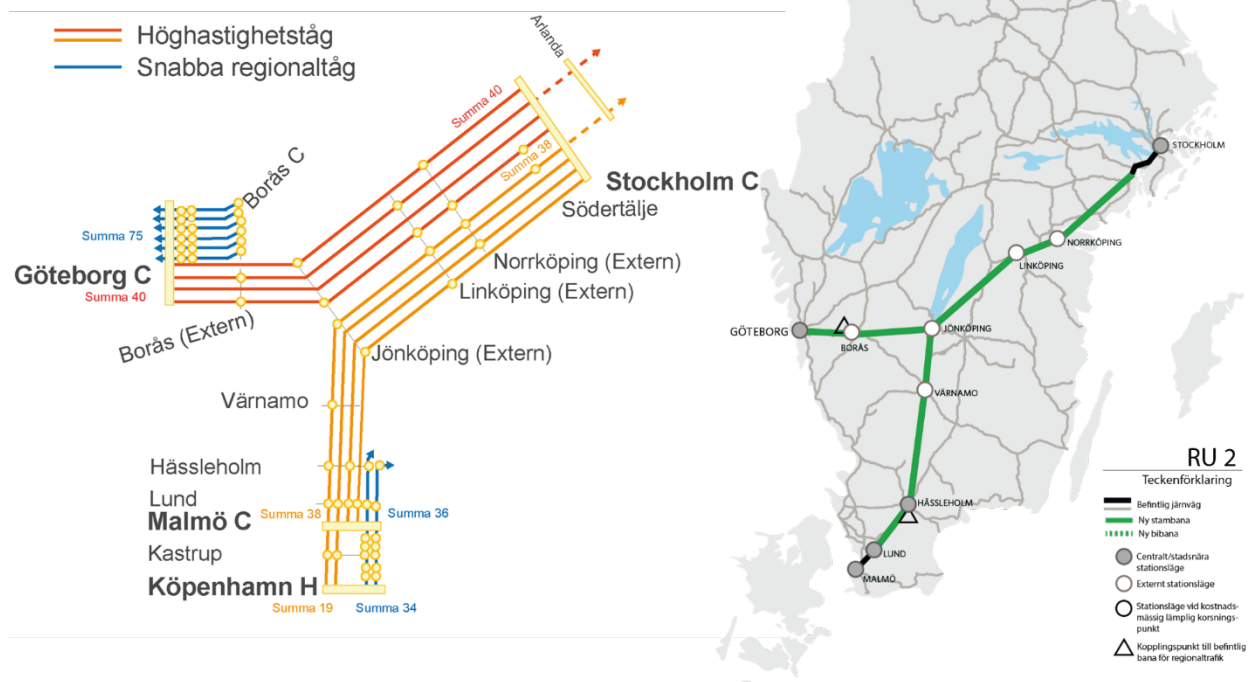 Höghastighetståg
Snabba regionaltåg
Arlanda
Summa 40
Summa 38
Borås C
Stockholm C
Södertälje
Summa 75
Göteborg C
Summa 40
Norrköping (Extern)
Linköping (Extern)
Borås (Extern)
Jönköping (Extern)
Värnamo
Hässleholm
Lund
Summa 38
Summa 36
Malmö C
Kastrup
Köpenhamn H
Summa 19
Summa 34
STOCKHOLM
NORRKÖPING
LINKÖPING
GÖTEBORG
JÖNKÖPING
BORÅS
VÄRNAMO
HÄSSLEHOLM
LUND
MALMÖ
RU 2
Teckenförklaring
Befintlig järnväg
Ny stambana
Ny bibana
Centralt/stadsnära
stationsläge
Externt stationsläge
Stationsläge vid kostnads-
mässig lämplig korsnings-
punkt
Kopplingspunkt till befintlig
bana för regionaltrafik